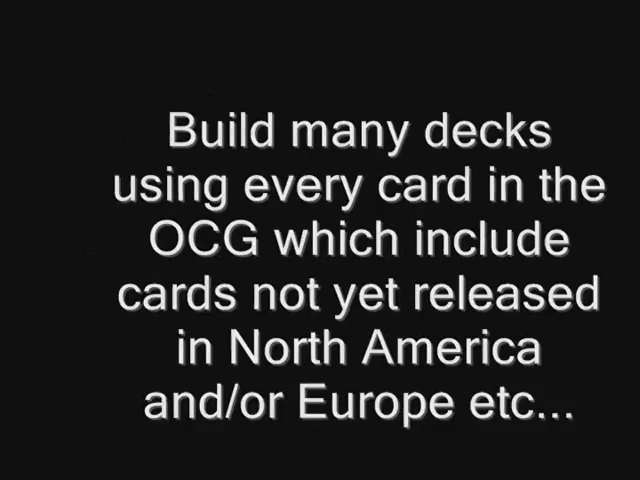 Build many decks
using every card in the
OCG which include
cards not yet released
in North America
and/or Europe etc...